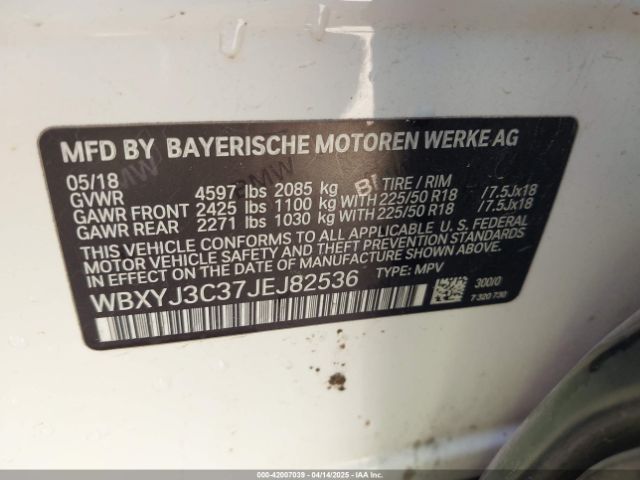 MFD BY BAYERISCHE MOTOREN WERKE AG
05/18 TIRE / RIM
GVWR 4597 lbs 2085 kg
GAWR FRONT 2425 lbs 1100 kg WITH 225/50 R18 /7.5Jx18
GAWR REAR 2271 lbs 1030 kg WITH 225/50 R18 /7.5Jx18
THIS VEHICLE CONFORMS TO ALL APPLICABLE U. S. FEDERAL
MOTOR VEHICLE SAFETY AND THEFT PREVENTION STANDARDS
IN EFFECT ON THE DATE OF MANUFACTURE SHOWN ABOVE.
WBXYJ3C37JEJ82536 TYPE: MPV
300/0
7 320 730
000-42007039 - 04/14/2025 - Copyright © IAA